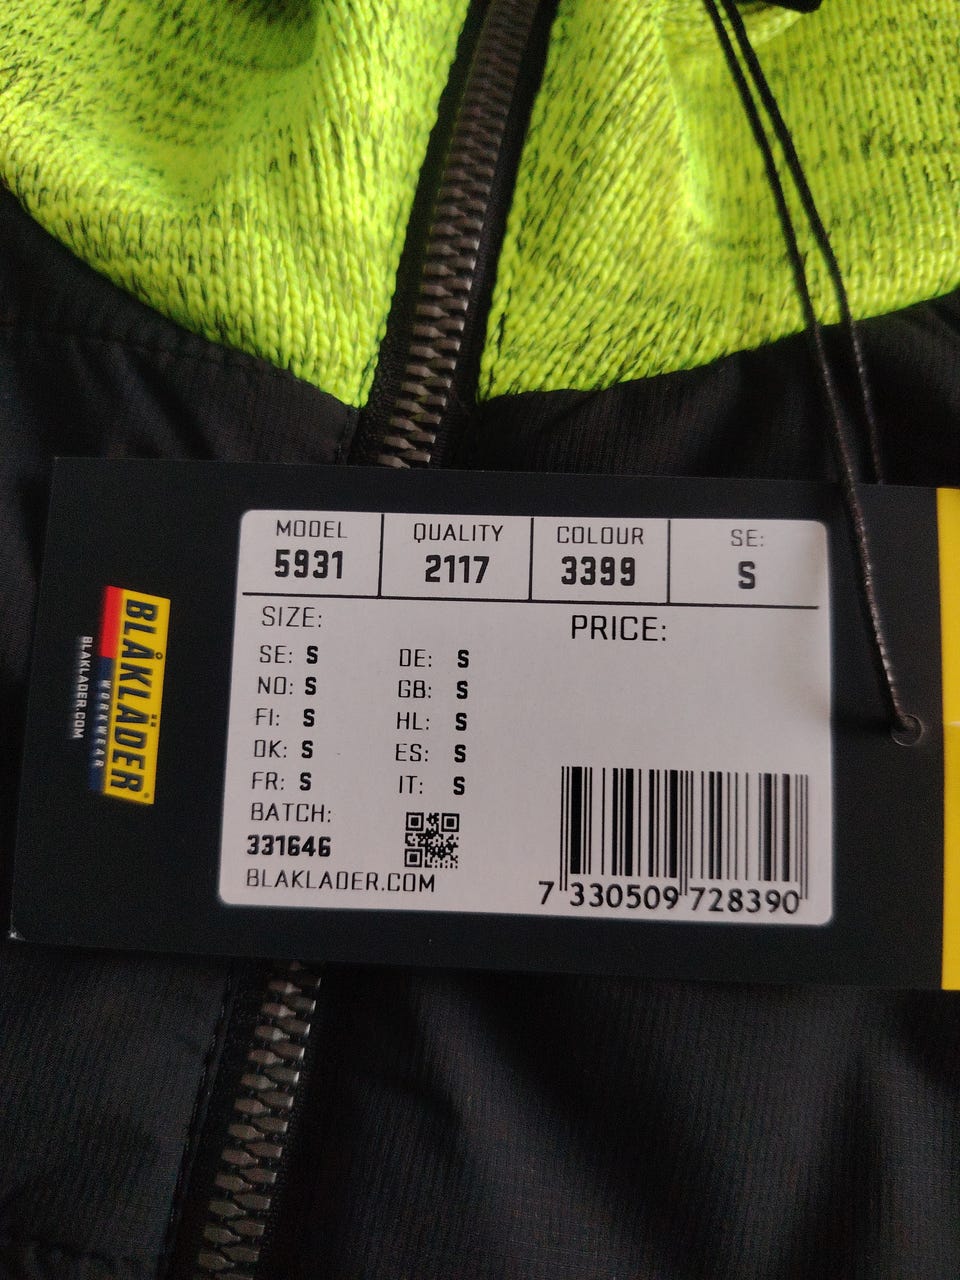 MODEL QUALITY COLOUR SE:
5931 2117 3399 S
SIZE: PRICE:
SE: S DE: S
NO: S GB: S
FI: S HL: S
DK: S ES: S
FR: S IT: S
BATCH:
331646
BLAKLADER.COM
7 330509 728390
BLÅKLÄDER®
WORKWEAR
BLAKLADER.COM